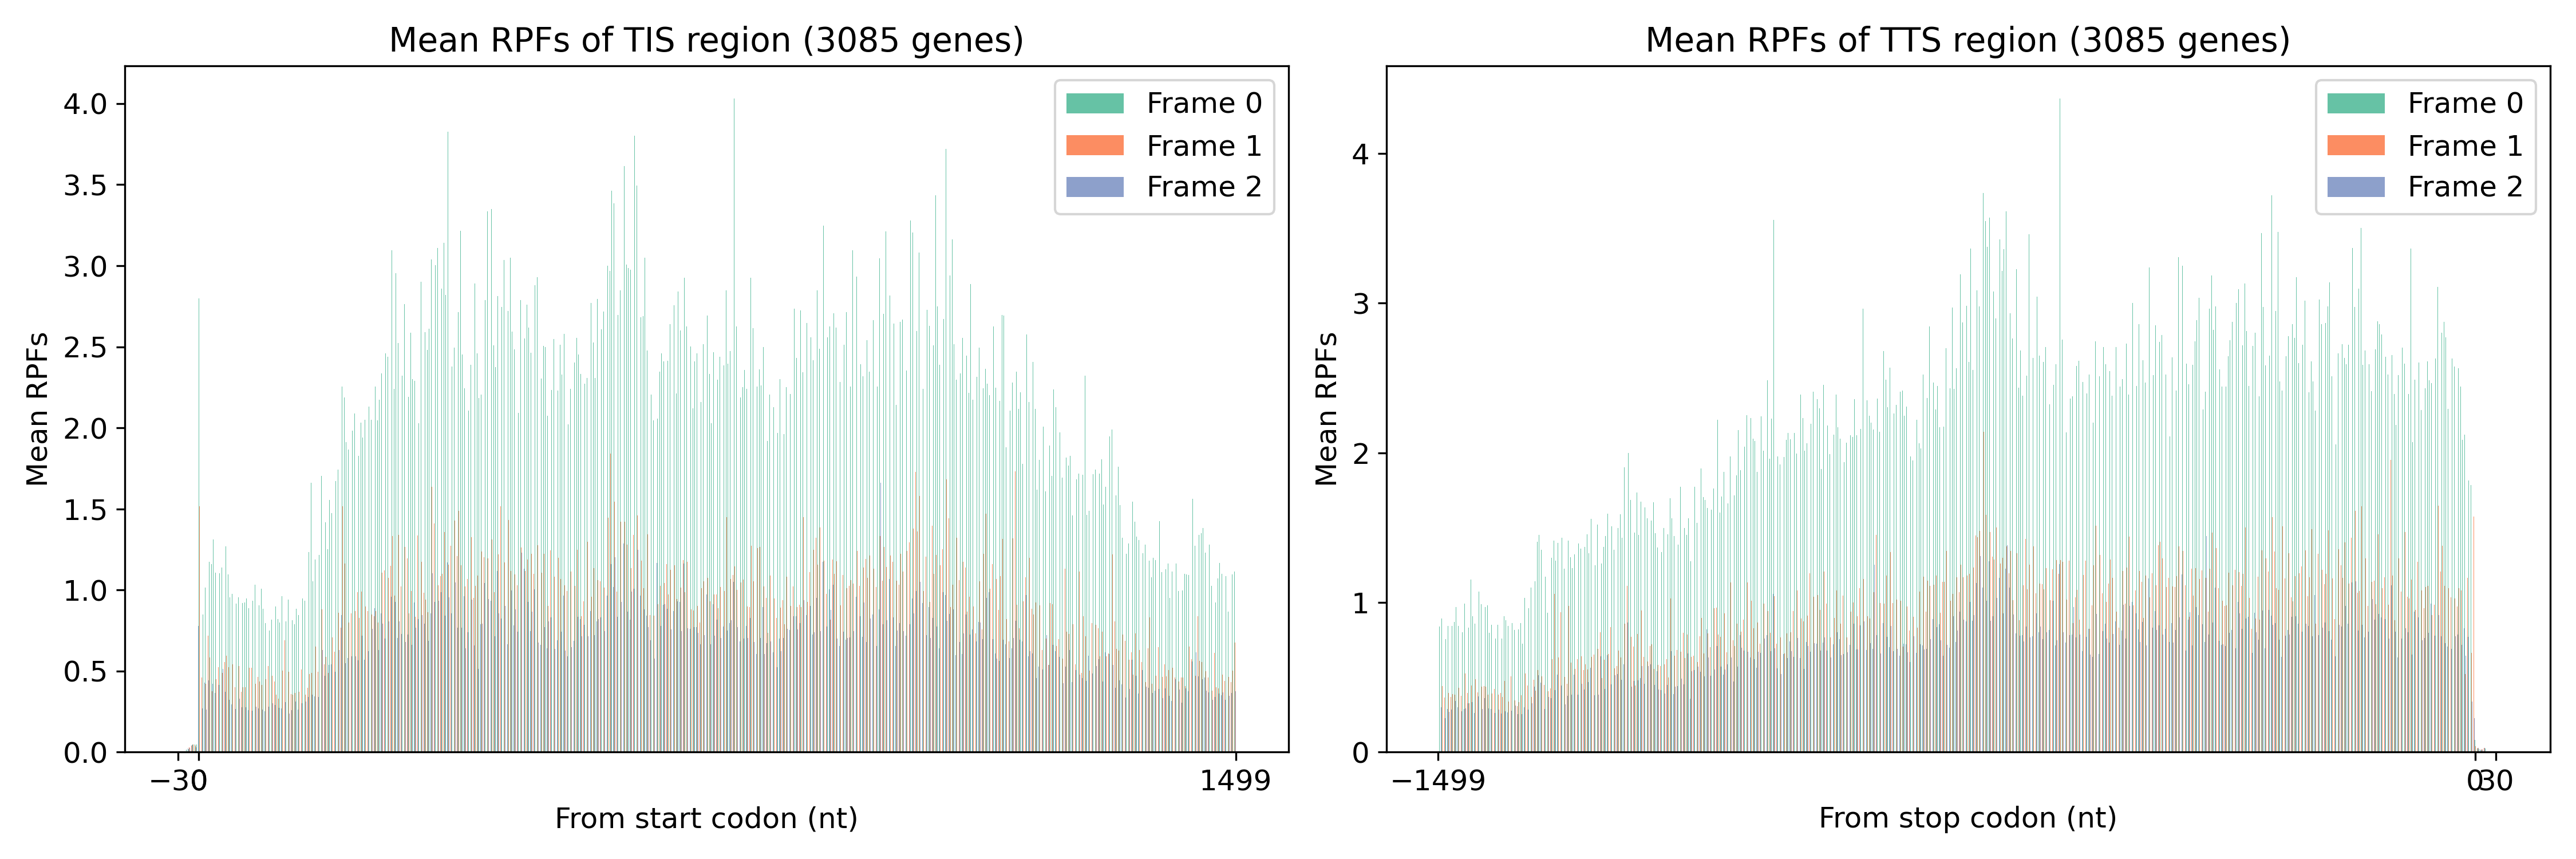 Mean RPFs of TIS region (3085 genes)
Mean RPFs
4.0
3.5
3.0
2.5
2.0
1.5
1.0
0.5
0.0
Frame 0
Frame 1
Frame 2
−30
0
1499
From start codon (nt)
Mean RPFs of TTS region (3085 genes)
Mean RPFs
4
3
2
1
0
Frame 0
Frame 1
Frame 2
−1499
0
30
From stop codon (nt)